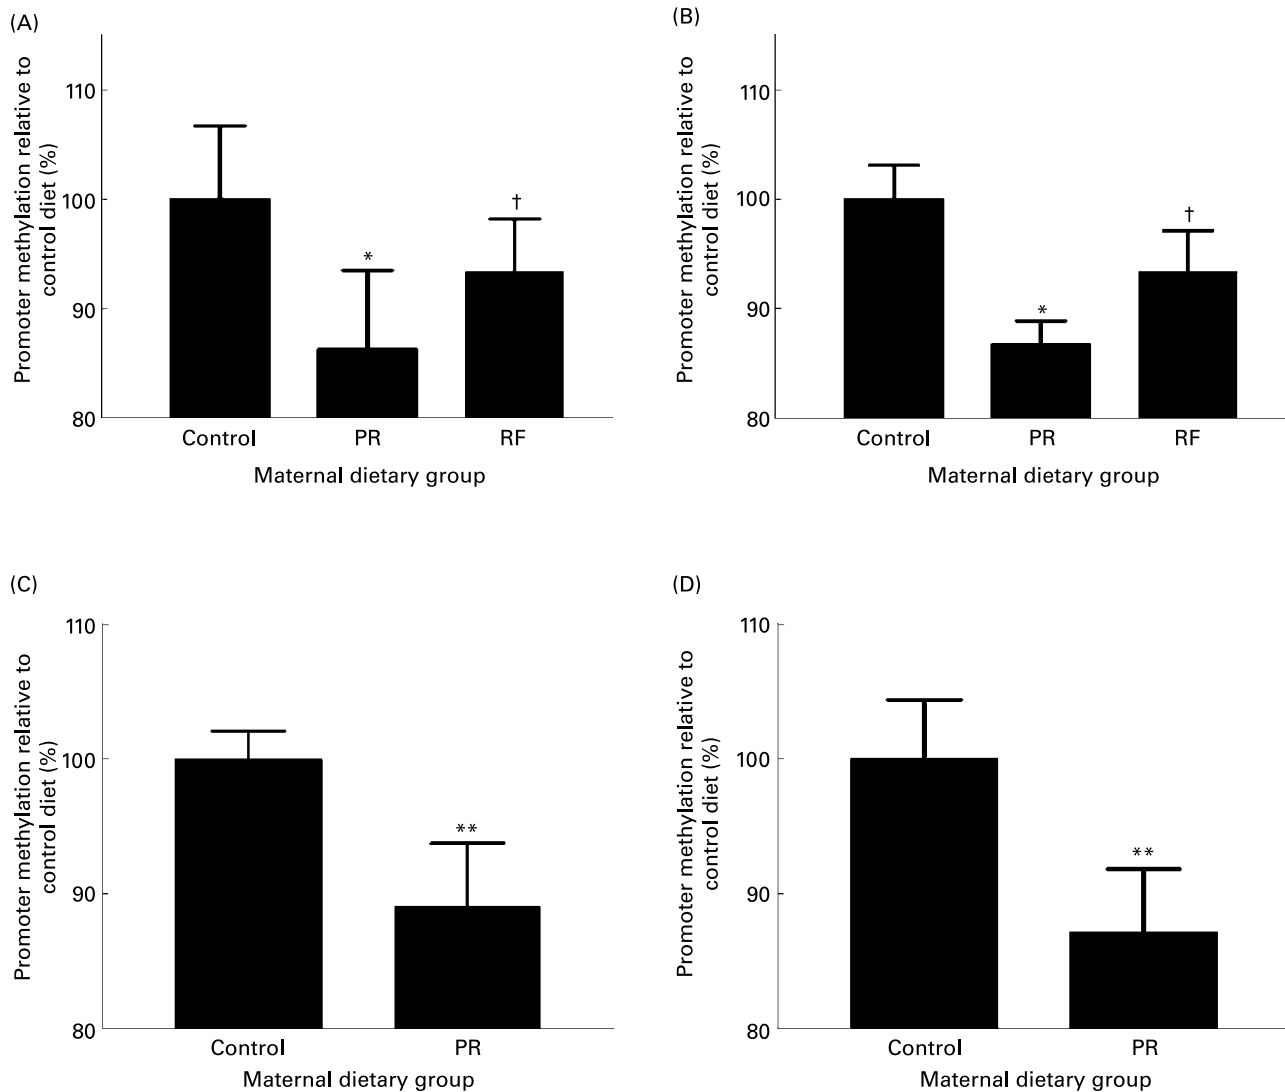 (A)
Promoter methylation relative to
control diet (%)
110
100
90
80
*
†
Control PR RF
Maternal dietary group
(B)
Promoter methylation relative to
control diet (%)
110
100
90
80
*
†
Control PR RF
Maternal dietary group
(C)
Promoter methylation relative to
control diet (%)
110
100
90
80
**
Control PR
Maternal dietary group
(D)
Promoter methylation relative to
control diet (%)
110
100
90
80
**
Control PR
Maternal dietary group